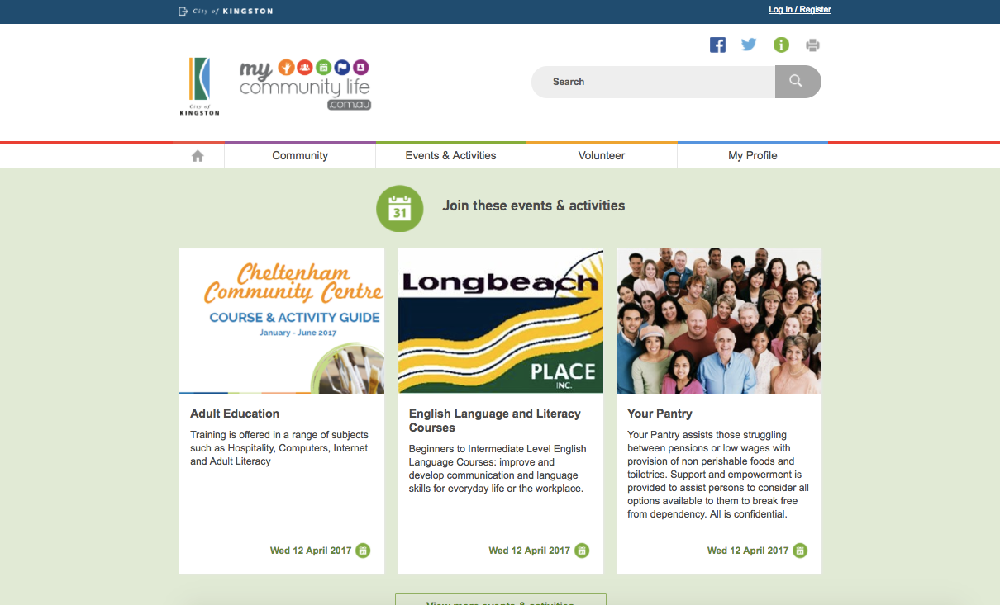 City of KINGSTON
Log In / Register
City of
KINGSTON
my
community life
.com.au
Search
Community
Events & Activities
Volunteer
My Profile
31
Join these events & activities
Cheltenham
Community Centre
COURSE & ACTIVITY GUIDE
January - June 2017
Adult Education
Training is offered in a range of subjects
such as Hospitality, Computers, Internet
and Adult Literacy
Wed 12 April 2017
Longbeach
PLACE
INC.
English Language and Literacy
Courses
Beginners to Intermediate Level English
Language Courses: improve and
develop communication and language
skills for everyday life or the workplace.
Wed 12 April 2017
Your Pantry
Your Pantry assists those struggling
between pensions or low wages with
provision of non perishable foods and
toiletries. Support and empowerment is
provided to assist persons to consider all
options available to them to break free
from dependency. All is confidential.
Wed 12 April 2017
View more events & activities